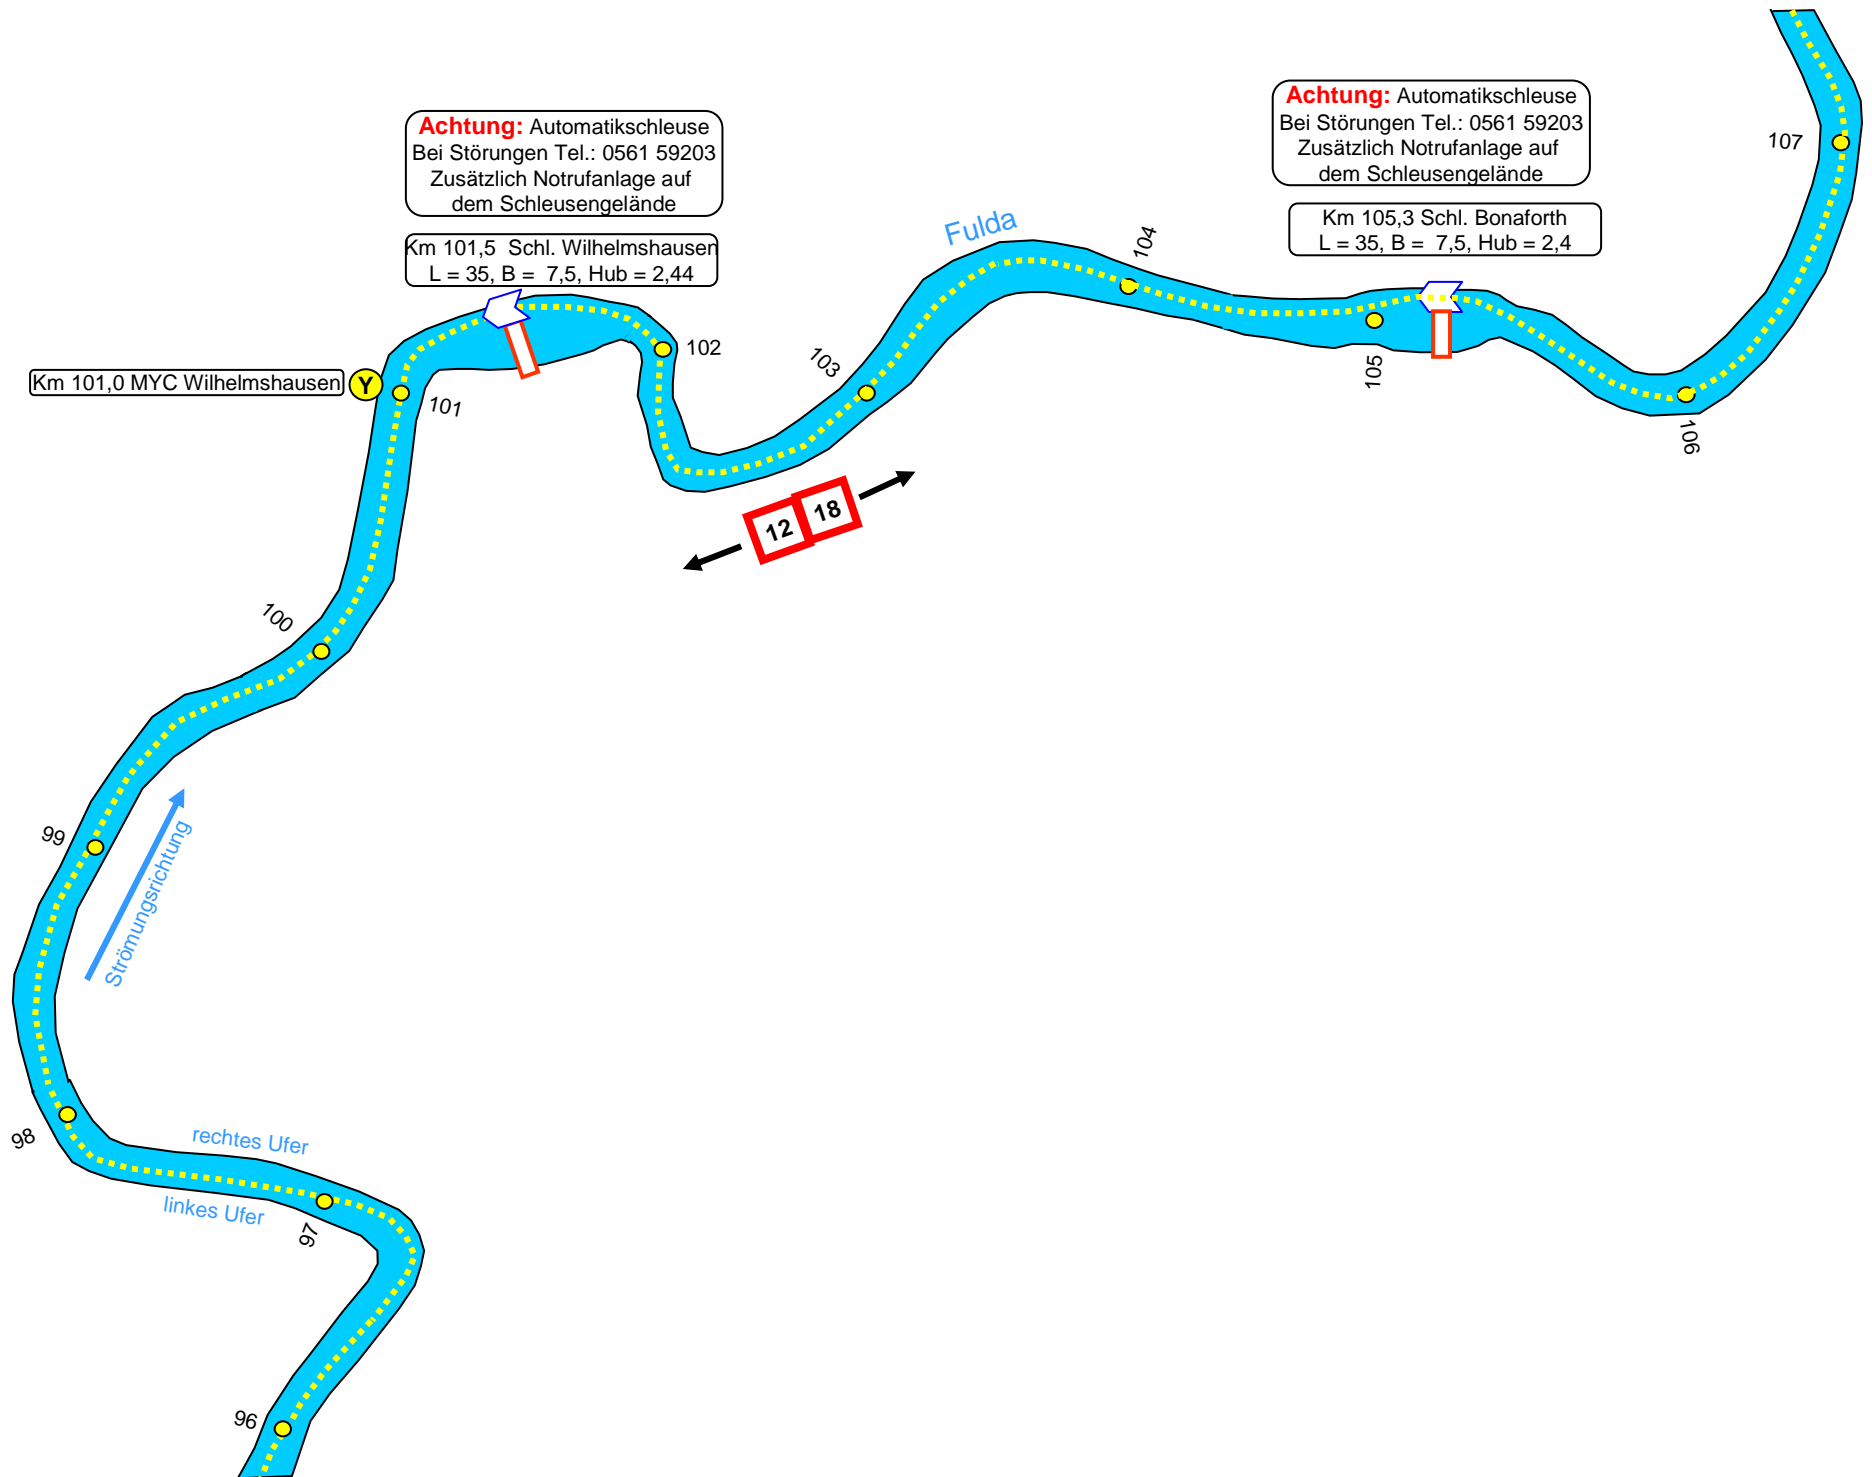 Achtung: Automatikschleuse
Bei Störungen Tel.: 0561 59203
Zusätzlich Notrufanlage auf
dem Schleusengelände
Km 101,5  Schl. Wilhelmshausen
L = 35, B =  7,5, Hub = 2,44
Achtung: Automatikschleuse
Bei Störungen Tel.: 0561 59203
Zusätzlich Notrufanlage auf
dem Schleusengelände
Km 105,3 Schl. Bonaforth
L = 35, B =  7,5, Hub = 2,4
107
Fulda
104
102
103
105
106
Km 101,0 MYC Wilhelmshausen
Y
101
12
18
100
99
Strömungsrichtung
98
rechtes Ufer
linkes Ufer
97
96